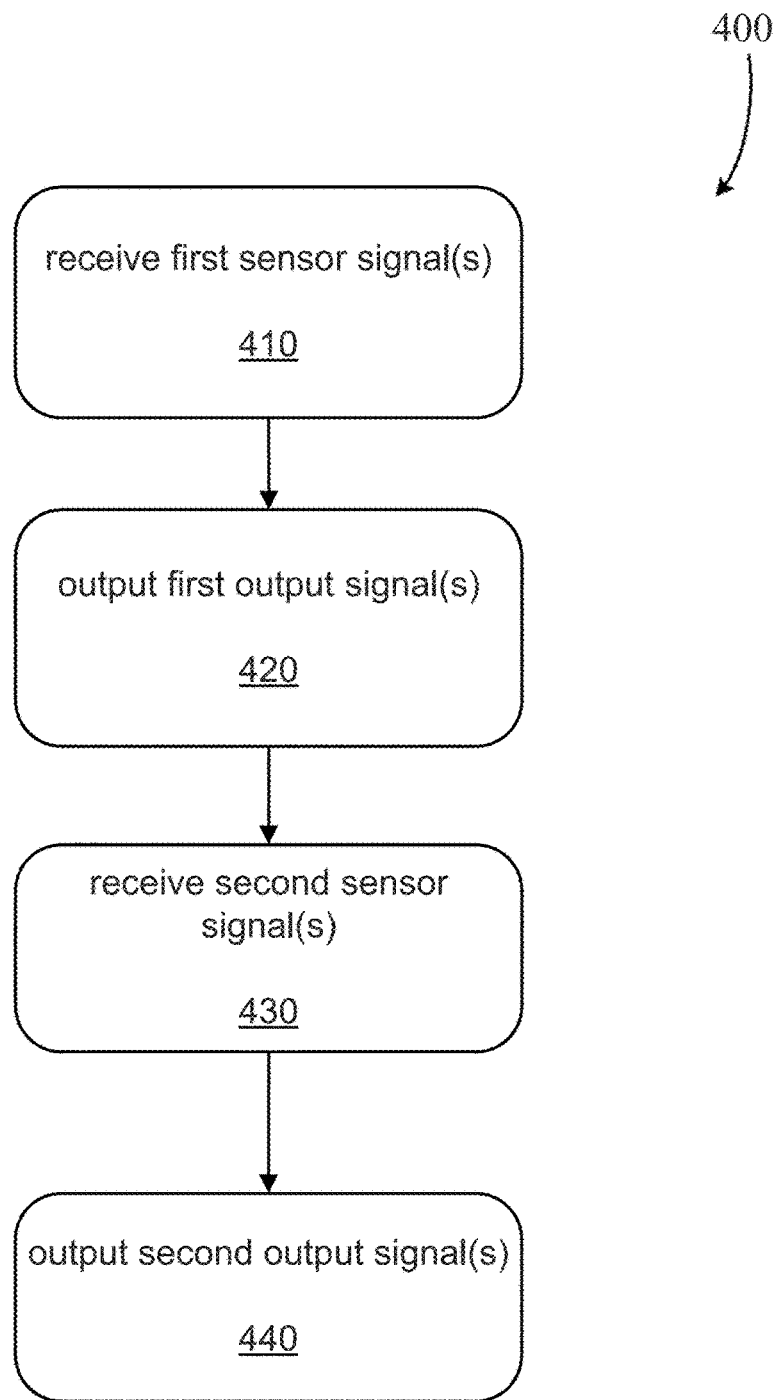 400
receive first sensor signal(s)
410
output first output signal(s)
420
receive second sensor
signal(s)
430
output second output signal(s)
440